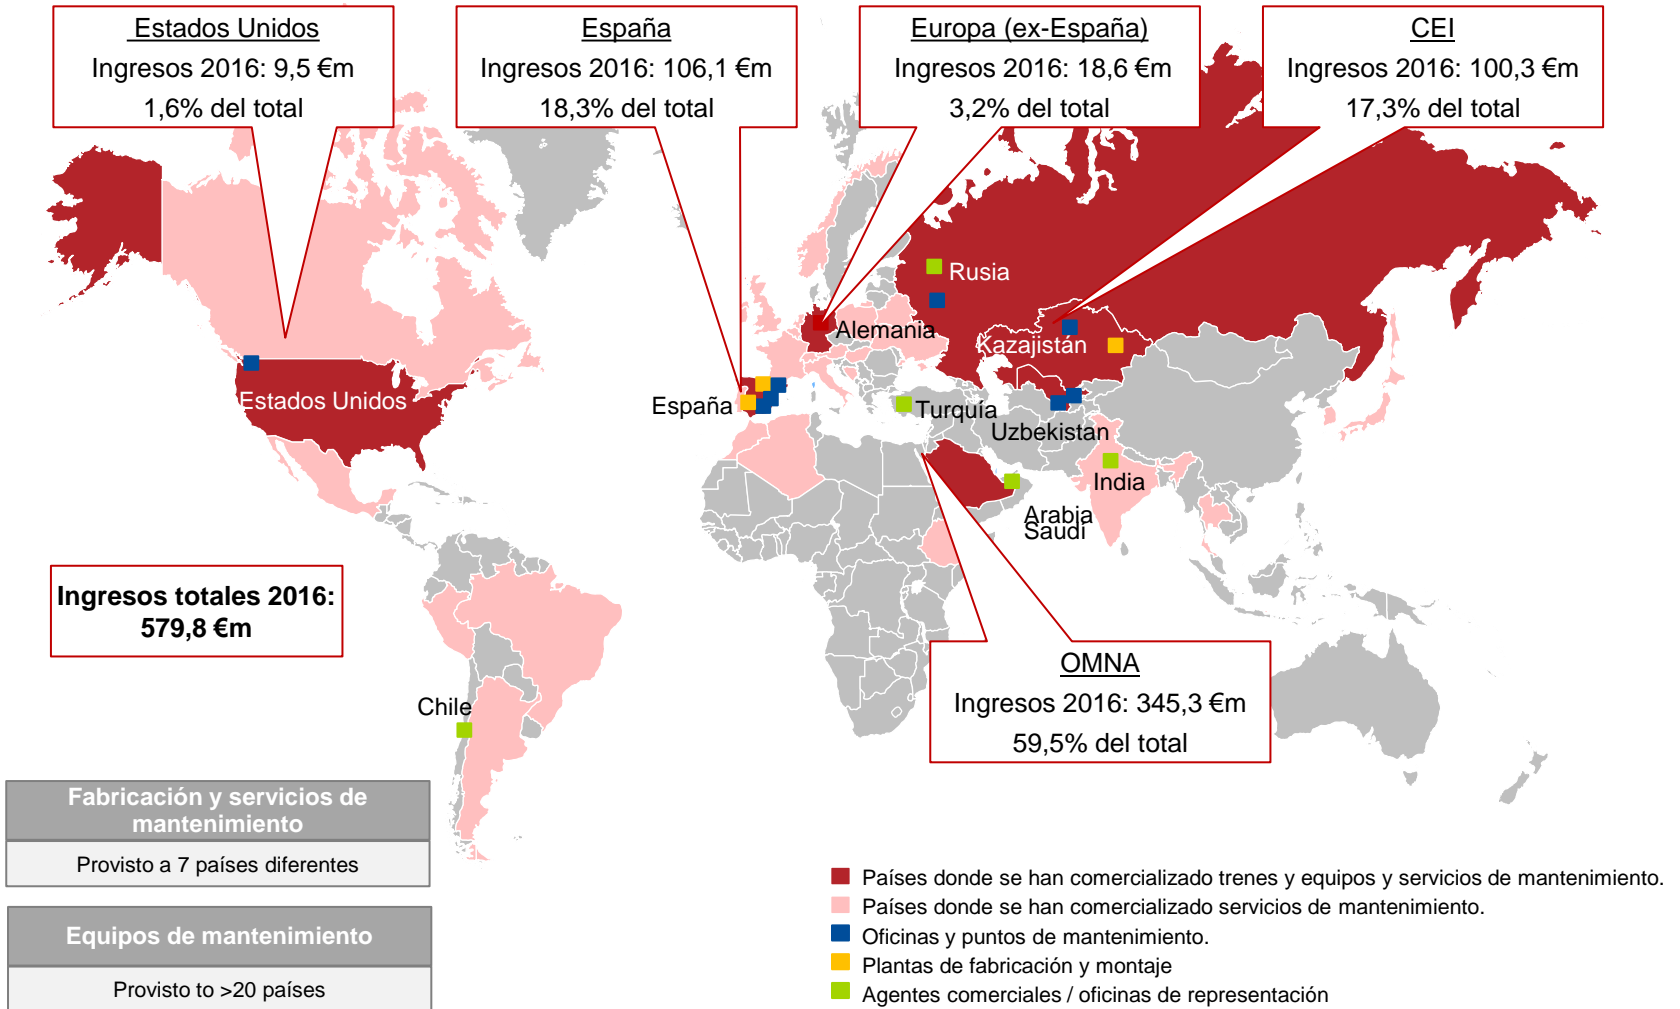 Estados Unidos
Ingresos 2016: 9,5 €m
1,6% del total
España
Ingresos 2016: 106,1 €m
18,3% del total
Europa (ex-España)
Ingresos 2016: 18,6 €m
3,2% del total
CEI
Ingresos 2016: 100,3 €m
17,3% del total
Rusia
Alemania
Kazajistán
Estados Unidos
España
Turquía
Uzbekistan
India
Arabia
Saudí
Ingresos totales 2016:
579,8 €m
OMNA
Ingresos 2016: 345,3 €m
59,5% del total
Chile
Fabricación y servicios de
mantenimiento
Provisto a 7 países diferentes
Equipos de mantenimiento
Provisto to >20 países
Países donde se han comercializado trenes y equipos y servicios de mantenimiento.
Países donde se han comercializado servicios de mantenimiento.
Oficinas y puntos de mantenimiento.
Plantas de fabricación y montaje
Agentes comerciales / oficinas de representación